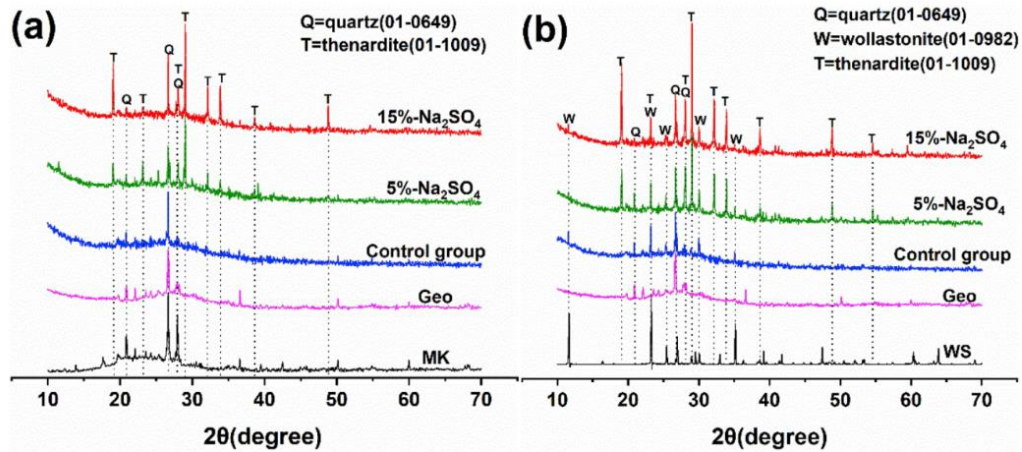 (a)
Q=quartz(01-0649)
T=thenardite(01-1009)
T
Q
T
Q
T
Q
T
T
T
T
T
15%-Na₂SO₄
5%-Na₂SO₄
Control group
Geo
MK
10 20 30 40 50 60 70
2θ(degree)
(b)
Q=quartz(01-0649)
W=wollastonite(01-0982)
T=thenardite(01-1009)
W
T
Q
T
W
W
Q
T
Q
T
W
T
T
W
T
T
T
15%-Na₂SO₄
5%-Na₂SO₄
Control group
Geo
WS
10 20 30 40 50 60 70
2θ(degree)